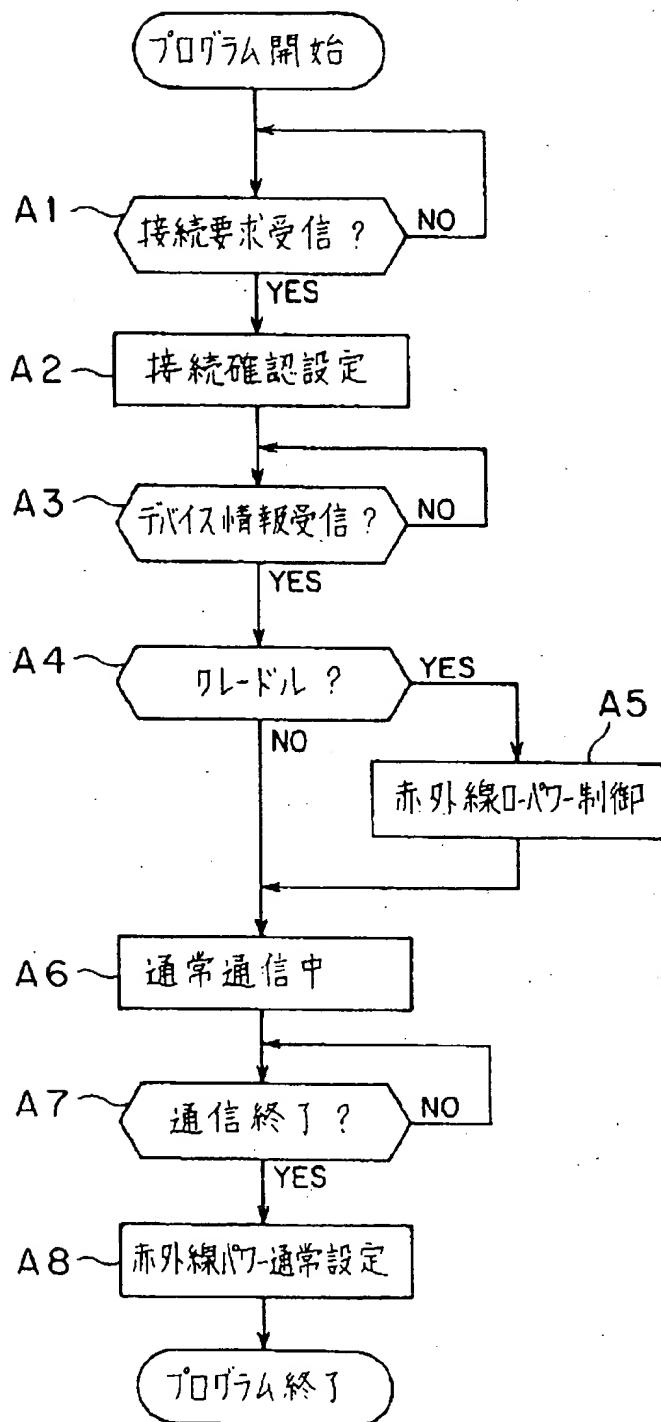 プログラム開始
A1
接続要求受信?
NO
YES
A2
接続確認設定
A3
デバイス情報受信?
NO
YES
A4
クレードル?
YES
NO
A5
赤外線ローパワー制御
A6
通常通信中
A7
通信終了?
NO
YES
A8
赤外線パワー通常設定
プログラム終了